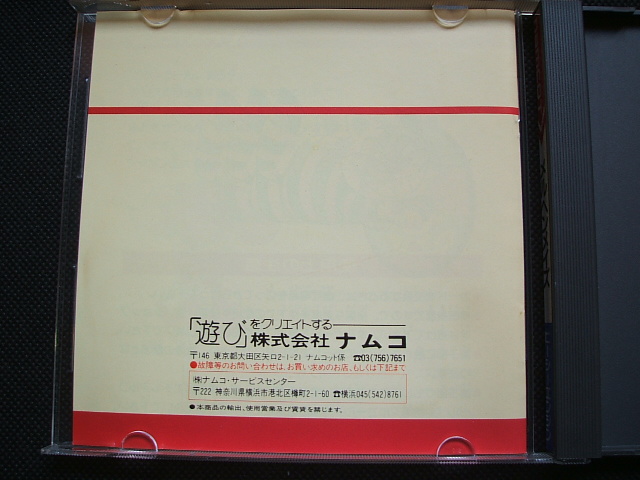 「遊び」をクリエイトする
株式会社ナムコ
〒146 東京都大田区矢口2-1-21 ナムコット係 ☎03(756)7651
●故障等のお問い合わせは、お買い求めのお店、もしくは下記まで
㈱ナムコ・サービスセンター
〒222 神奈川県横浜市港北区樽町2-1-60 ☎横浜045(542)8761
●本商品の輸出、使用営業及び賃貸を禁じます。